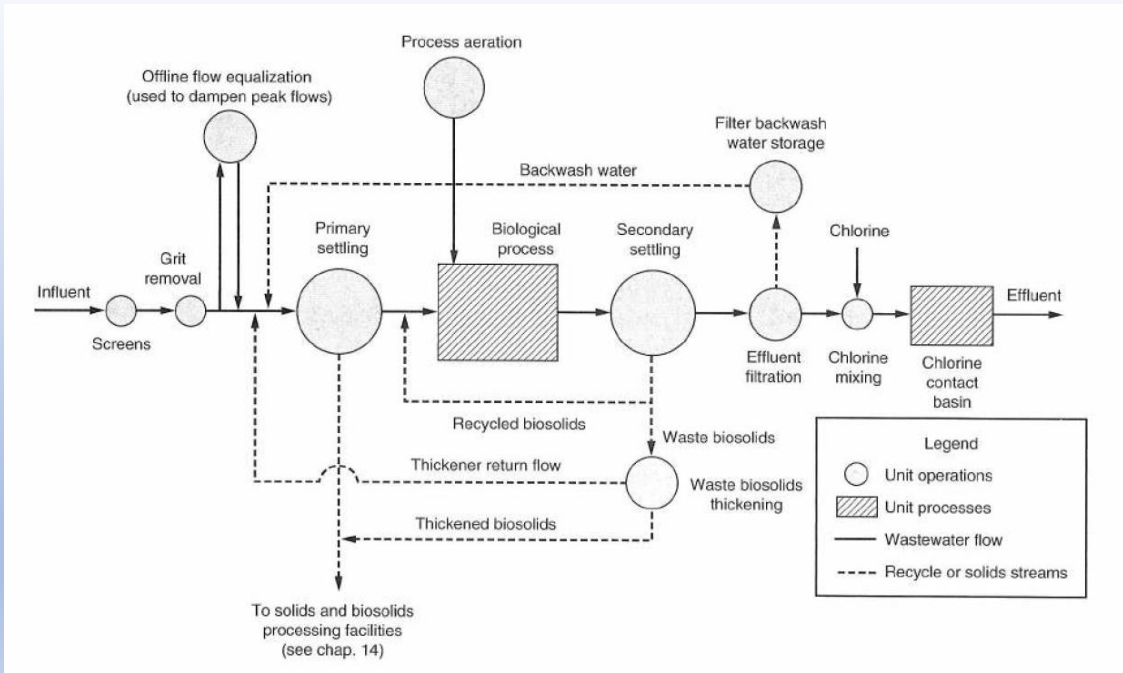 Process aeration
Offline flow equalization
(used to dampen peak flows)
Filter backwash
water storage
Backwash water
Primary
settling
Biological
process
Secondary
settling
Chlorine
Grit
removal
Influent
Effluent
Screens
Effluent
filtration
Chlorine
mixing
Chlorine
contact
basin
Recycled biosolids
Waste biosolids
Thickener return flow
Waste biosolids
thickening
Thickened biosolids
To solids and biosolids
processing facilities
(see chap. 14)
Legend
Unit operations
Unit processes
Wastewater flow
Recycle or solids streams